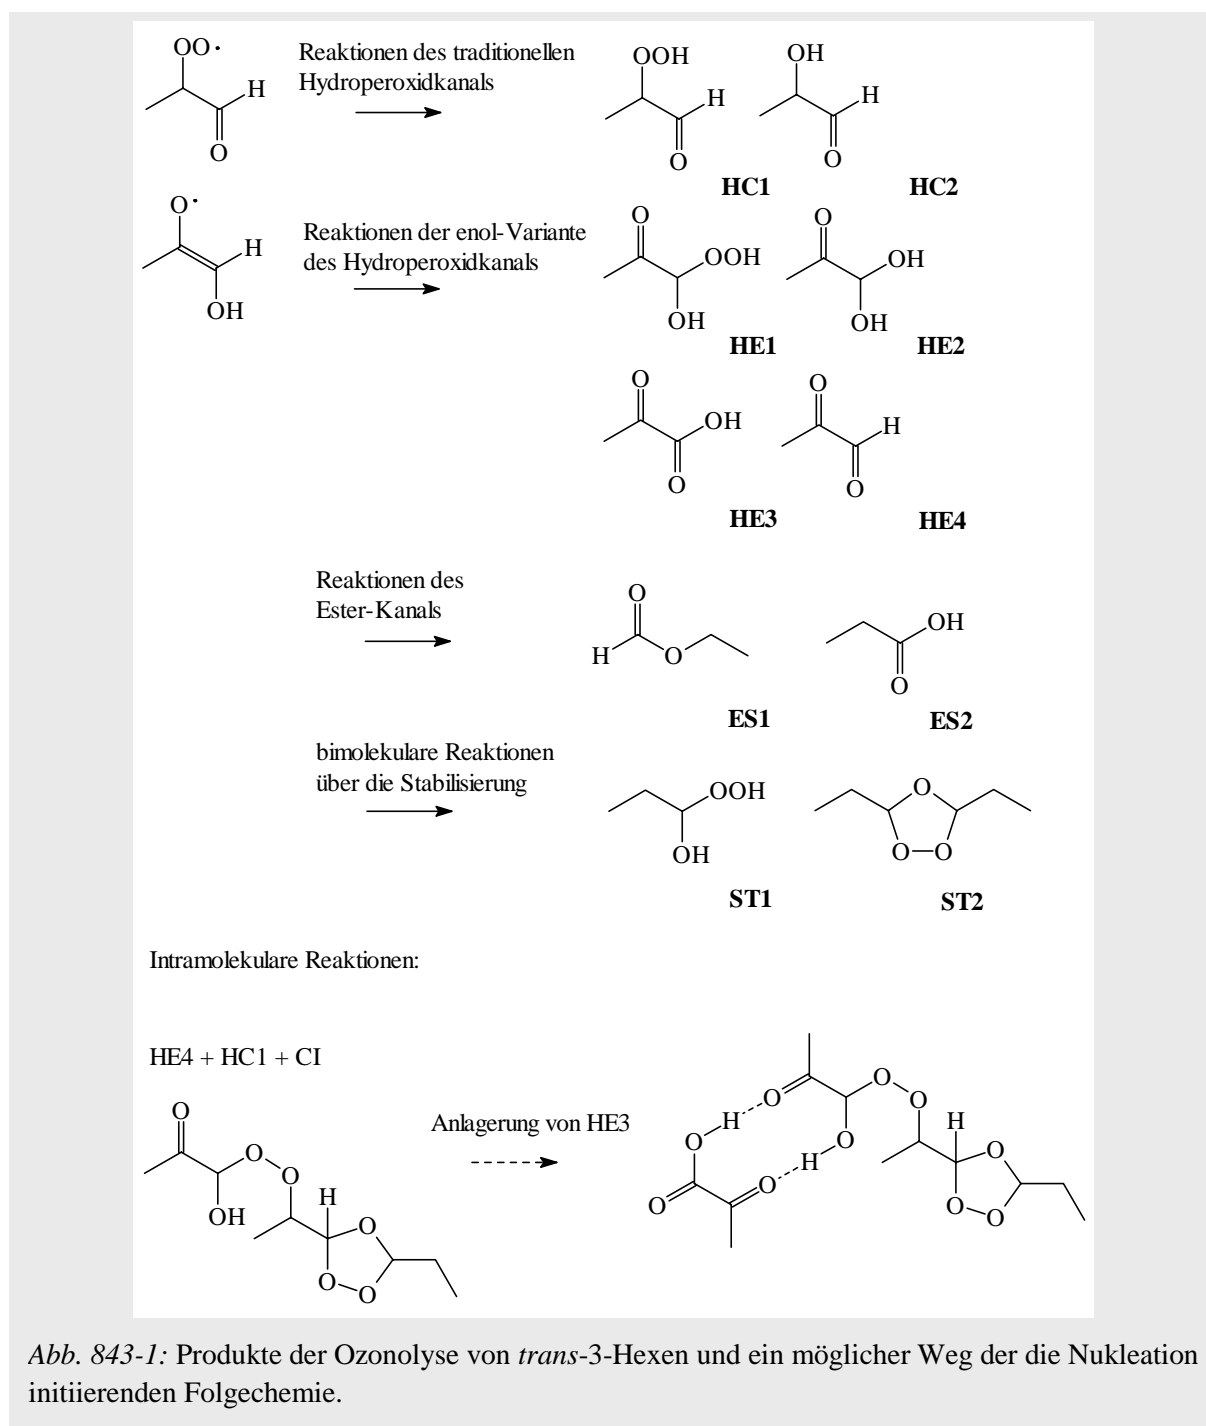 OO·
H
O
Reaktionen des traditionellen
Hydroperoxidkanals
OOH
H
O
HC1
OH
H
O
HC2
O·
H
OH
Reaktionen der enol-Variante
des Hydroperoxidkanals
O
OOH
OH
HE1
O
OH
OH
HE2
O
OH
O
HE3
O
H
O
HE4
Reaktionen des
Ester-Kanals
O
H
O
ES1
OH
O
ES2
bimolekulare Reaktionen
über die Stabilisierung
OOH
OH
ST1
O
O
O
ST2
Intramolekulare Reaktionen:
HE4 + HC1 + CI
O
O
O
OH
H
O
O
O
Anlagerung von HE3
O
O
O
H
O
O
H
O
O
H
O
O
O
Abb. 843-1: Produkte der Ozonolyse von trans-3-Hexen und ein möglicher Weg der die Nukleation
initiierenden Folgechemie.